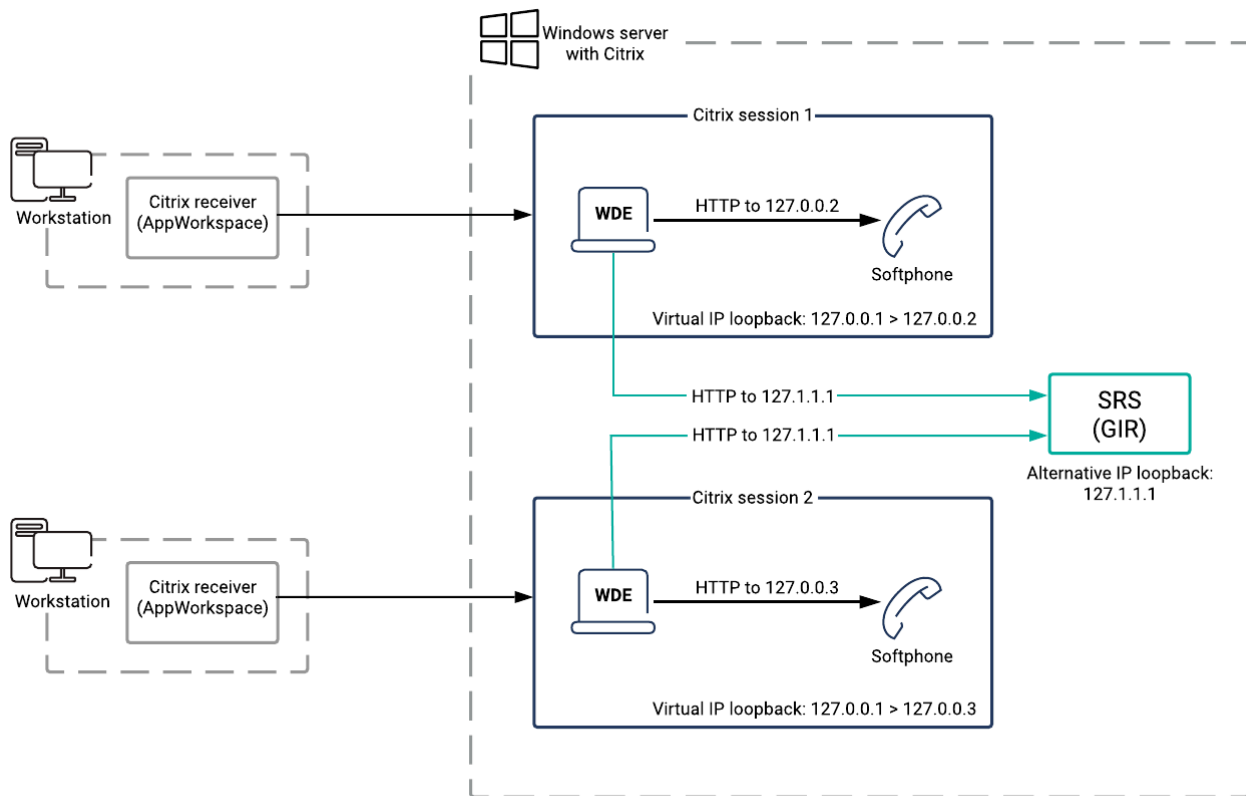 Windows server
with Citrix
Citrix session 1
Workstation
Citrix receiver
(AppWorkspace)
WDE
HTTP to 127.0.0.2
Softphone
Virtual IP loopback: 127.0.0.1 > 127.0.0.2
HTTP to 127.1.1.1
HTTP to 127.1.1.1
SRS
(GIR)
Alternative IP loopback:
127.1.1.1
Citrix session 2
Workstation
Citrix receiver
(AppWorkspace)
WDE
HTTP to 127.0.0.3
Softphone
Virtual IP loopback: 127.0.0.1 > 127.0.0.3